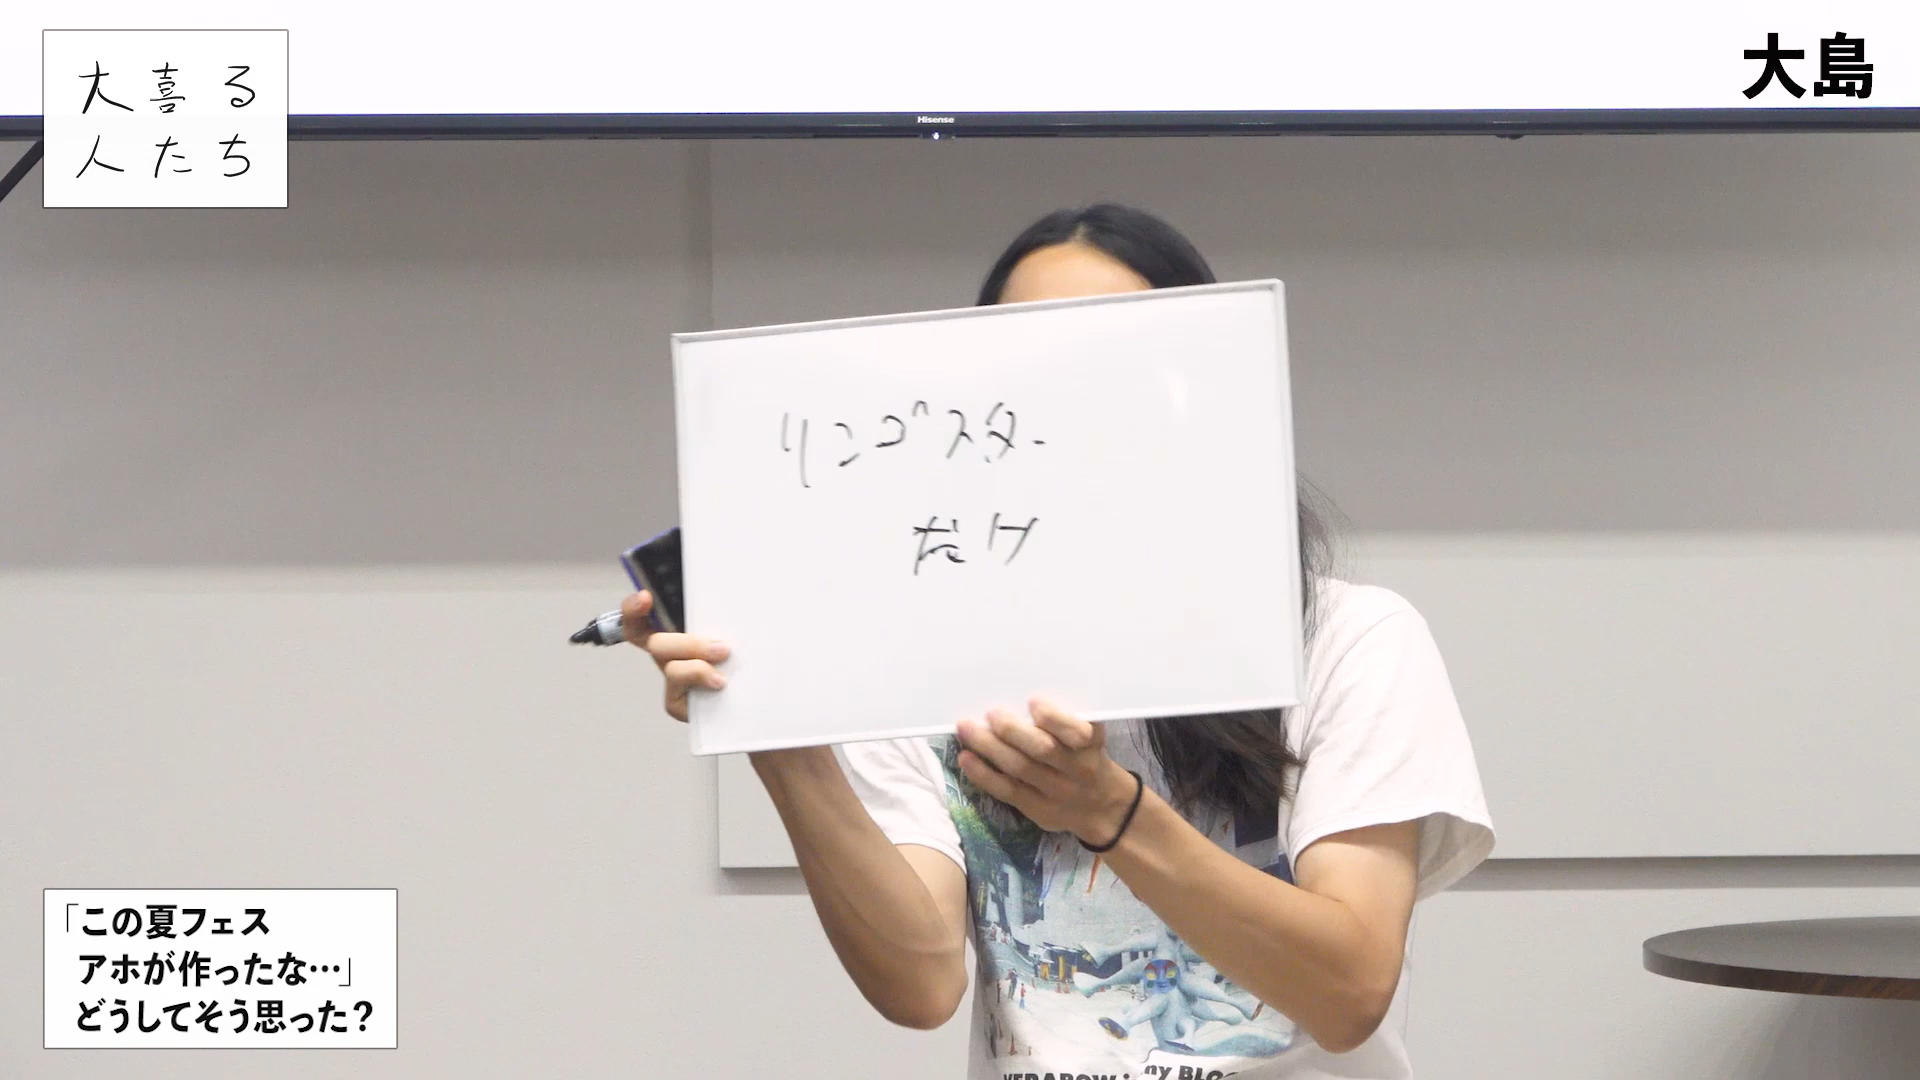 大喜る
人たち
大島
Hisense
リンゴスター
だけ
「この夏フェス
アホが作ったな…」
どうしてそう思った？